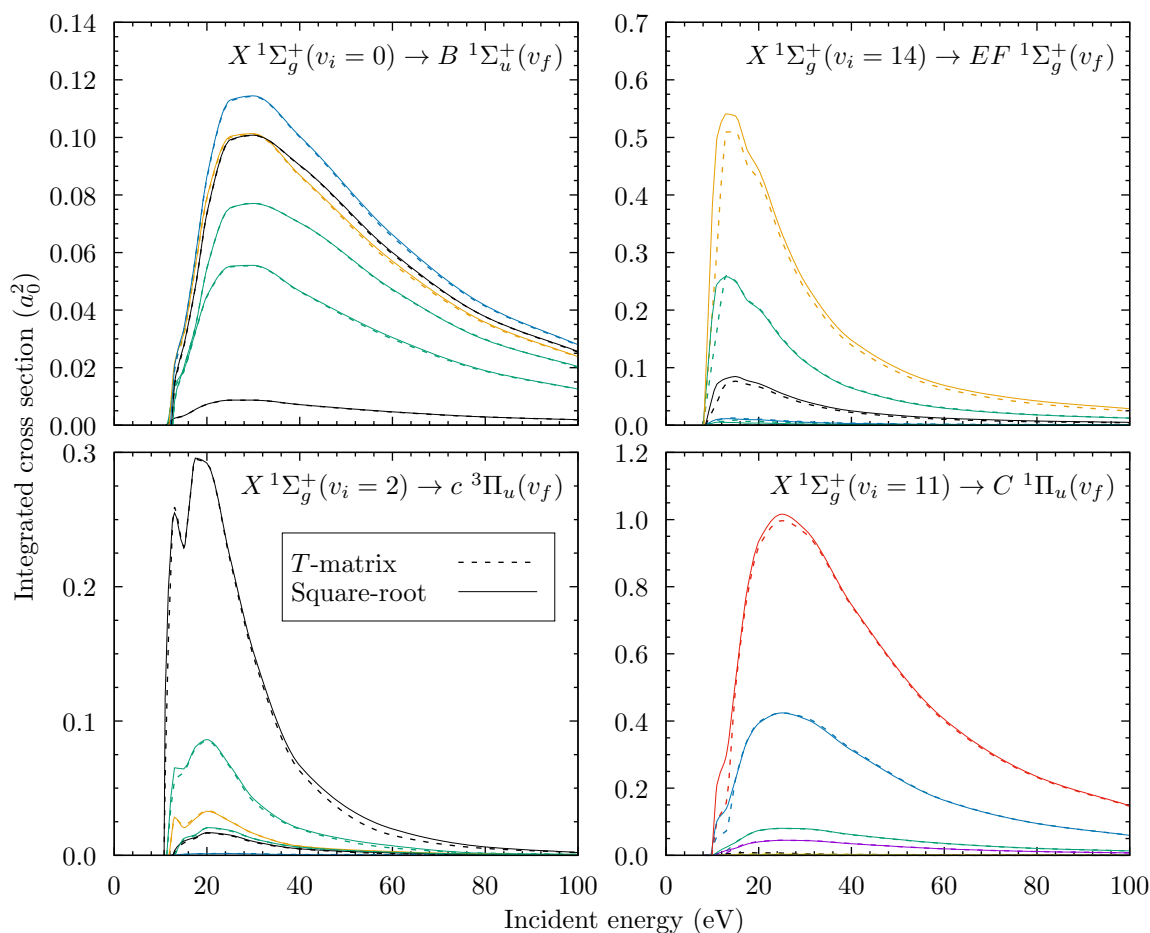 Integrated cross section (a₀²)
X ¹Σg⁺(vᵢ = 0) → B ¹Σu⁺(v_f)
0.14
0.12
0.10
0.08
0.06
0.04
0.02
0.00
X ¹Σg⁺(vᵢ = 14) → EF ¹Σg⁺(v_f)
0.7
0.6
0.5
0.4
0.3
0.2
0.1
0.0
X ¹Σg⁺(vᵢ = 2) → c ³Πu(v_f)
0.3
0.2
0.1
0.0
T-matrix
Square-root
0 20 40 60 80 100
X ¹Σg⁺(vᵢ = 11) → C ¹Πu(v_f)
1.2
1.0
0.8
0.6
0.4
0.2
0.0
0 20 40 60 80 100
Incident energy (eV)